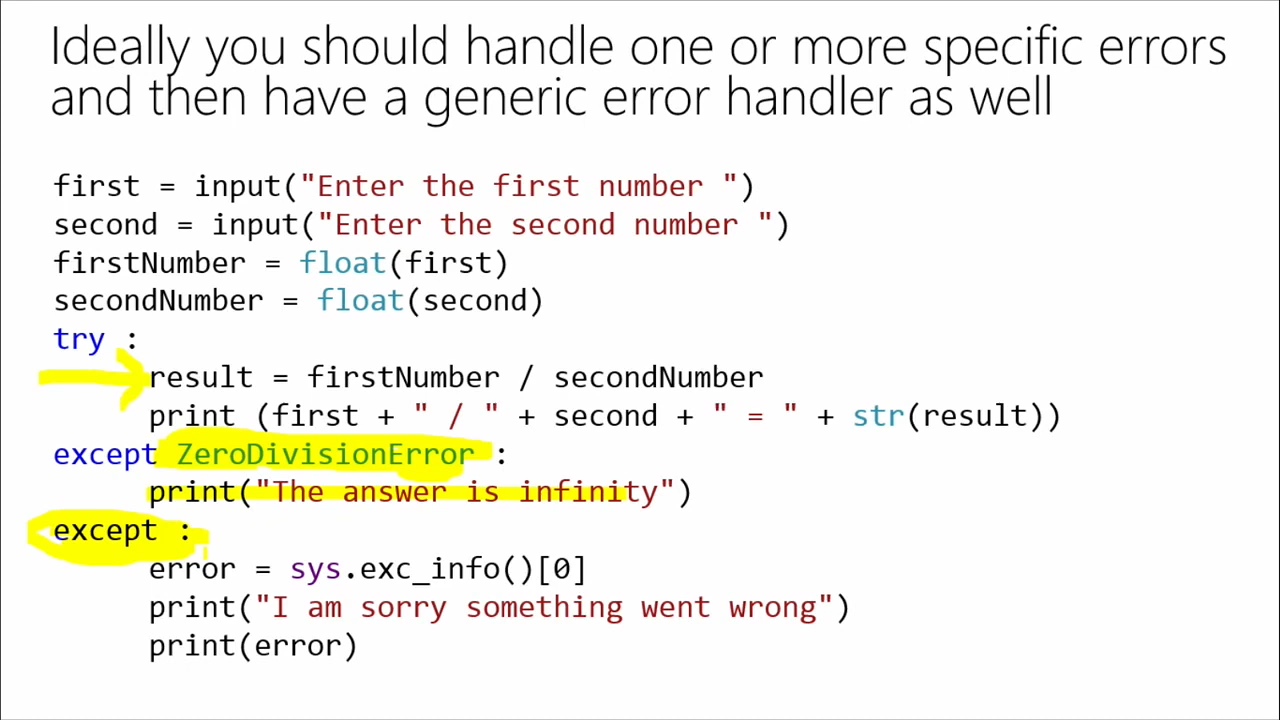 Ideally you should handle one or more specific errors
and then have a generic error handler as well
first = input("Enter the first number ")
second = input("Enter the second number ")
firstNumber = float(first)
secondNumber = float(second)
try :
result = firstNumber / secondNumber
print (first + " / " + second + " = " + str(result))
except ZeroDivisionError :
print("The answer is infinity")
except :
error = sys.exc_info()[0]
print("I am sorry something went wrong")
print(error)